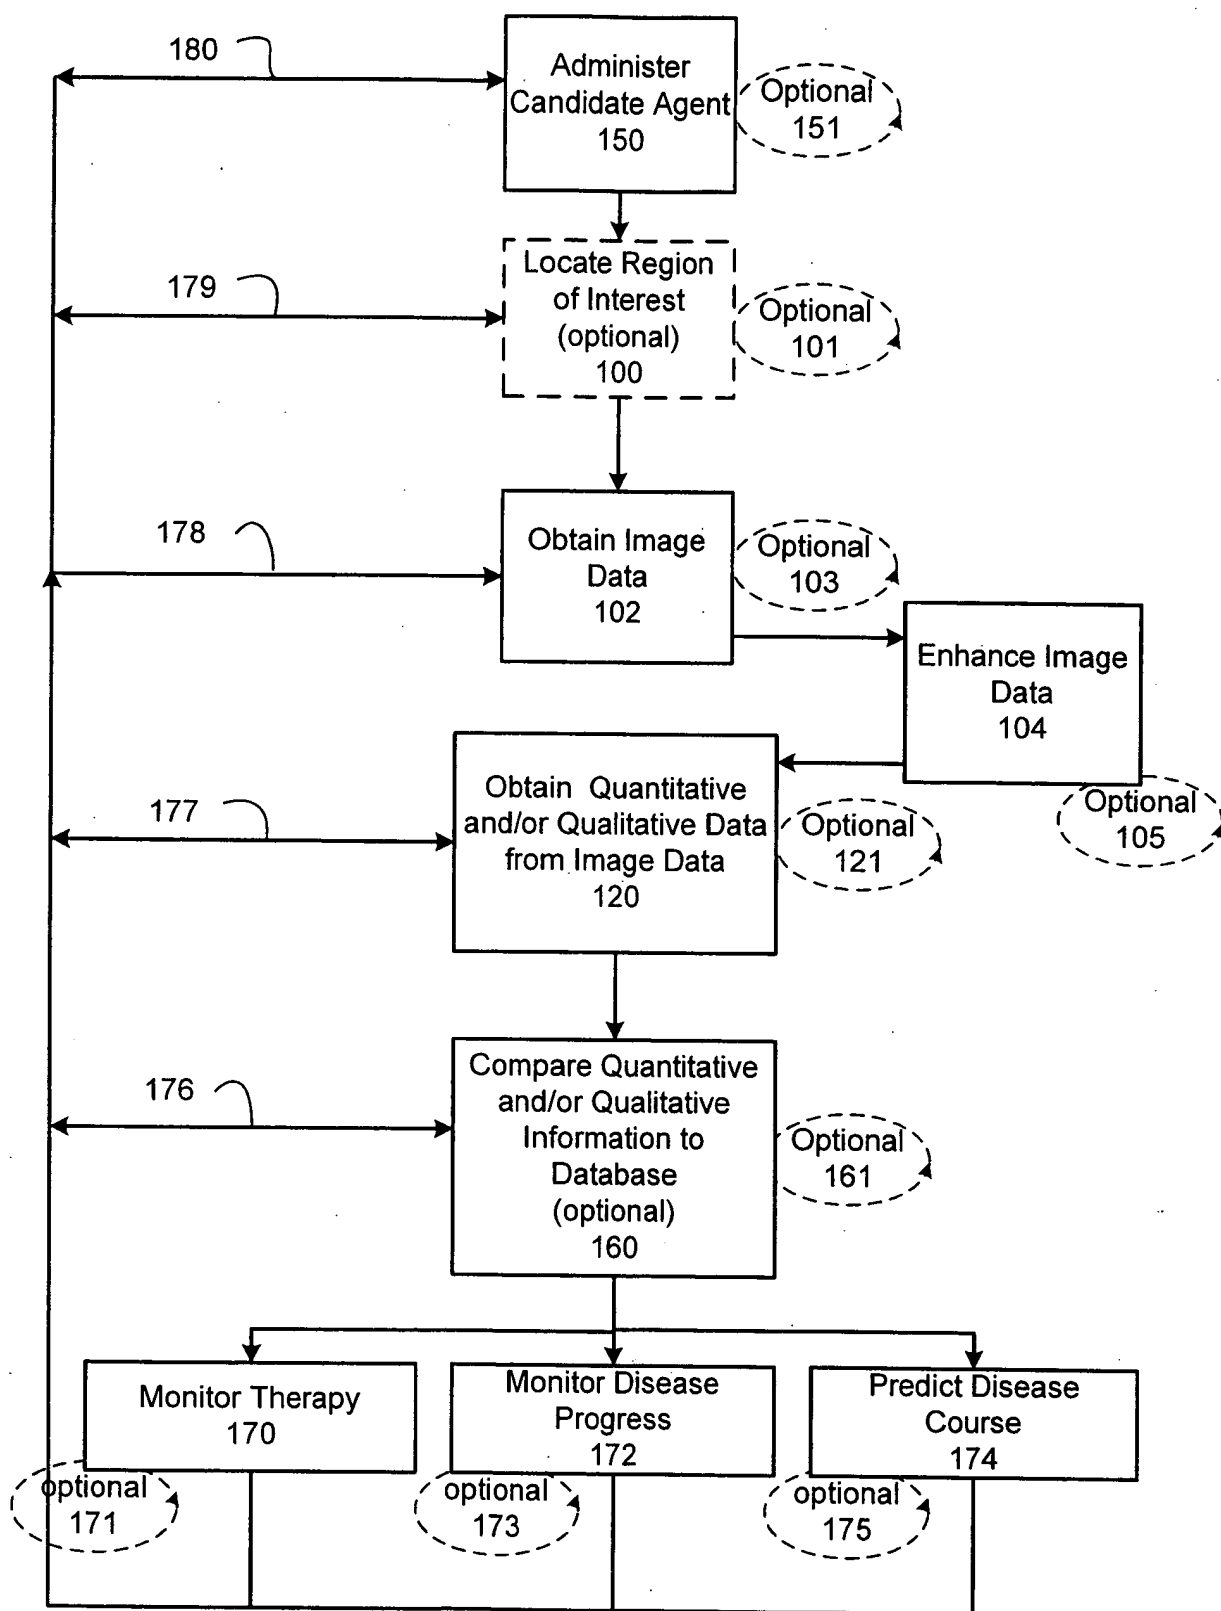 180
Administer
Candidate Agent
150
Optional
151
179
Locate Region
of Interest
(optional)
100
Optional
101
178
Obtain Image
Data
102
Optional
103
Enhance Image
Data
104
Optional
105
177
Obtain Quantitative
and/or Qualitative Data
from Image Data
120
Optional
121
176
Compare Quantitative
and/or Qualitative
Information to
Database
(optional)
160
Optional
161
Monitor Therapy
170
optional
171
Monitor Disease
Progress
172
optional
173
Predict Disease
Course
174
optional
175